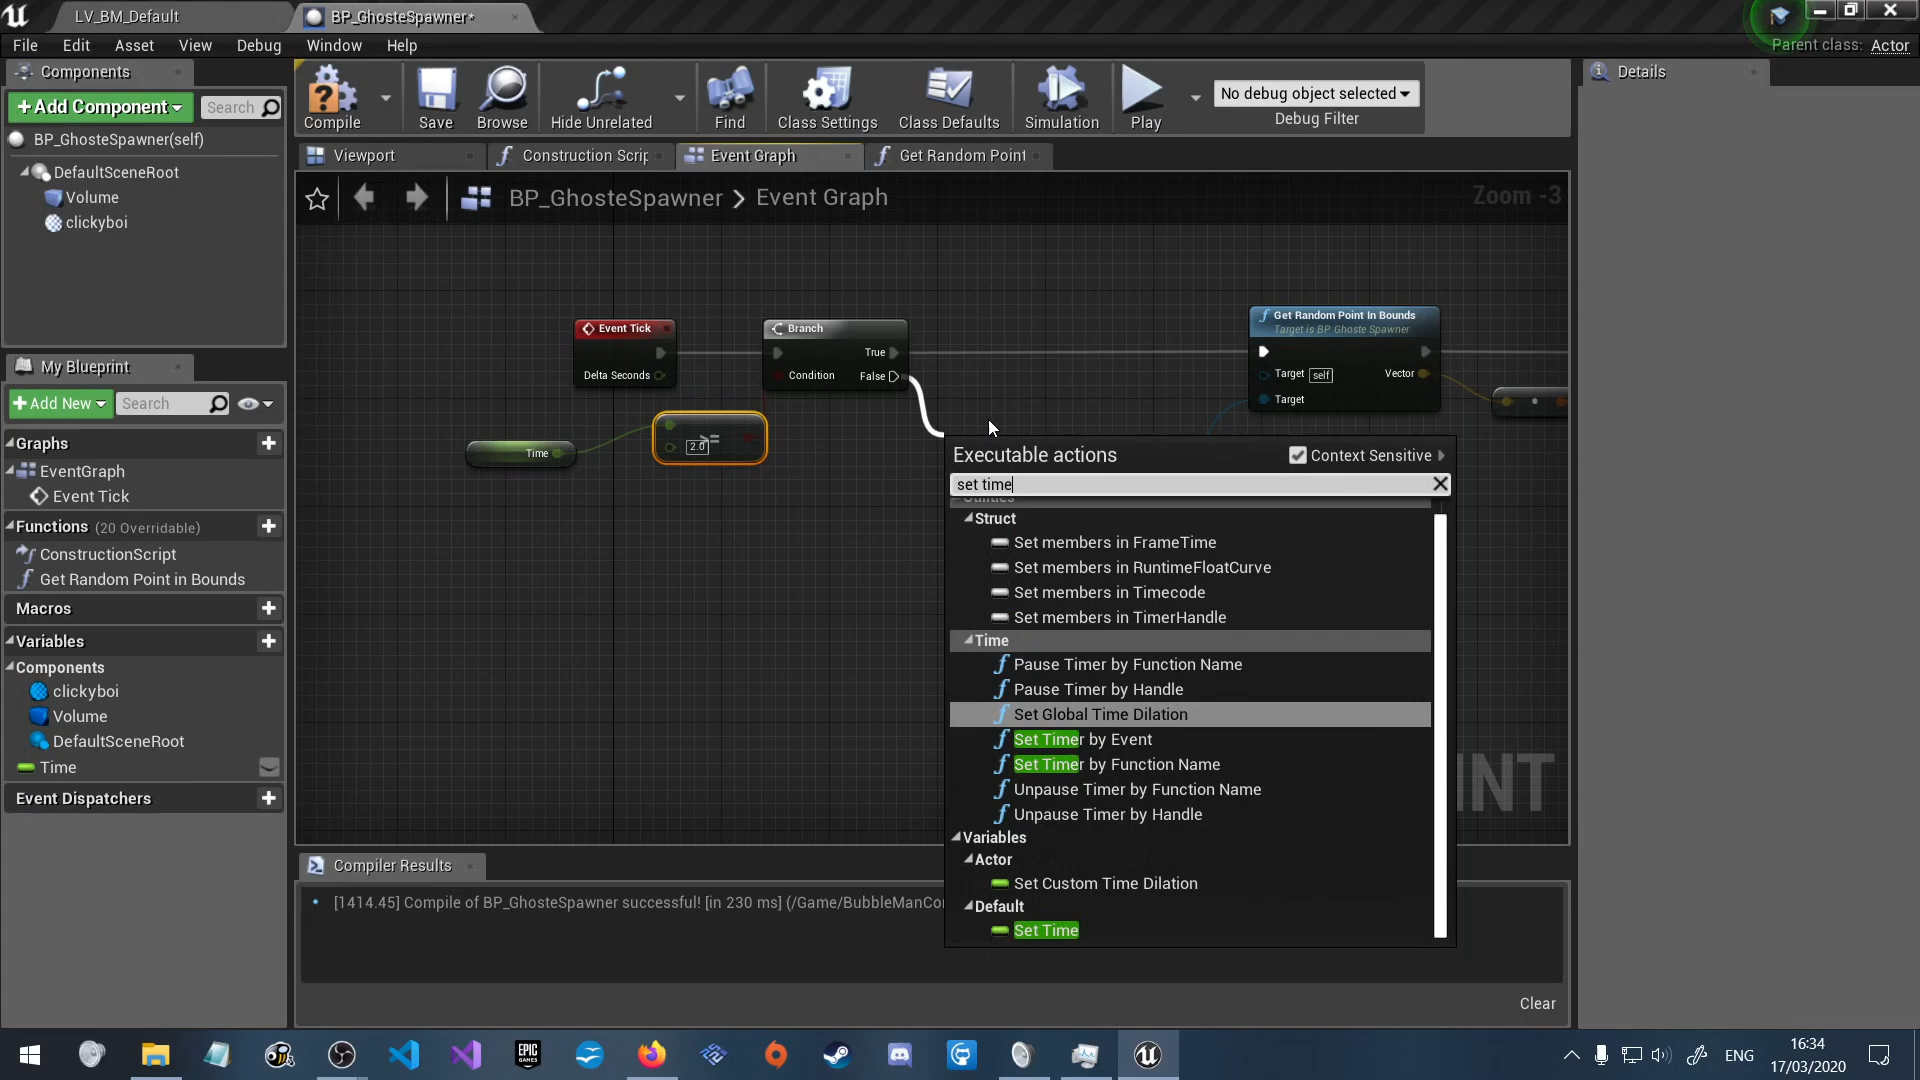 LV_BM_Default
BP_GhosteSpawner*
File Edit Asset View Debug Window Help
Parent class: Actor
Components
+Add Component
Search
BP_GhosteSpawner(self)
DefaultSceneRoot
Volume
clickyboi
Compile
Save
Browse
Hide Unrelated
Find
Class Settings
Class Defaults
Simulation
Play
No debug object selected
Debug Filter
Details
Viewport
Construction Scrip
Event Graph
Get Random Point
BP_GhosteSpawner > Event Graph
Zoom -3
Event Tick
Delta Seconds
Branch
True
Condition
False
Get Random Point In Bounds
Target is BP Ghoste Spawner
Target self
Vector
Target
Time
2.0
>=
Executable actions
Context Sensitive
set time
Utilities
Struct
Set members in FrameTime
Set members in RuntimeFloatCurve
Set members in Timecode
Set members in TimerHandle
Time
Pause Timer by Function Name
Pause Timer by Handle
Set Global Time Dilation
Set Timer by Event
Set Timer by Function Name
Unpause Timer by Function Name
Unpause Timer by Handle
Variables
Actor
Set Custom Time Dilation
Default
Set Time
INT
My Blueprint
+Add New
Search
Graphs
EventGraph
Event Tick
Functions (20 Overridable)
ConstructionScript
Get Random Point in Bounds
Macros
Variables
Components
clickyboi
Volume
DefaultSceneRoot
Time
Event Dispatchers
Compiler Results
[1414.45] Compile of BP_GhosteSpawner successful! [in 230 ms] (/Game/BubbleManCon
Clear
EPIC GAMES
ENG
16:34
17/03/2020